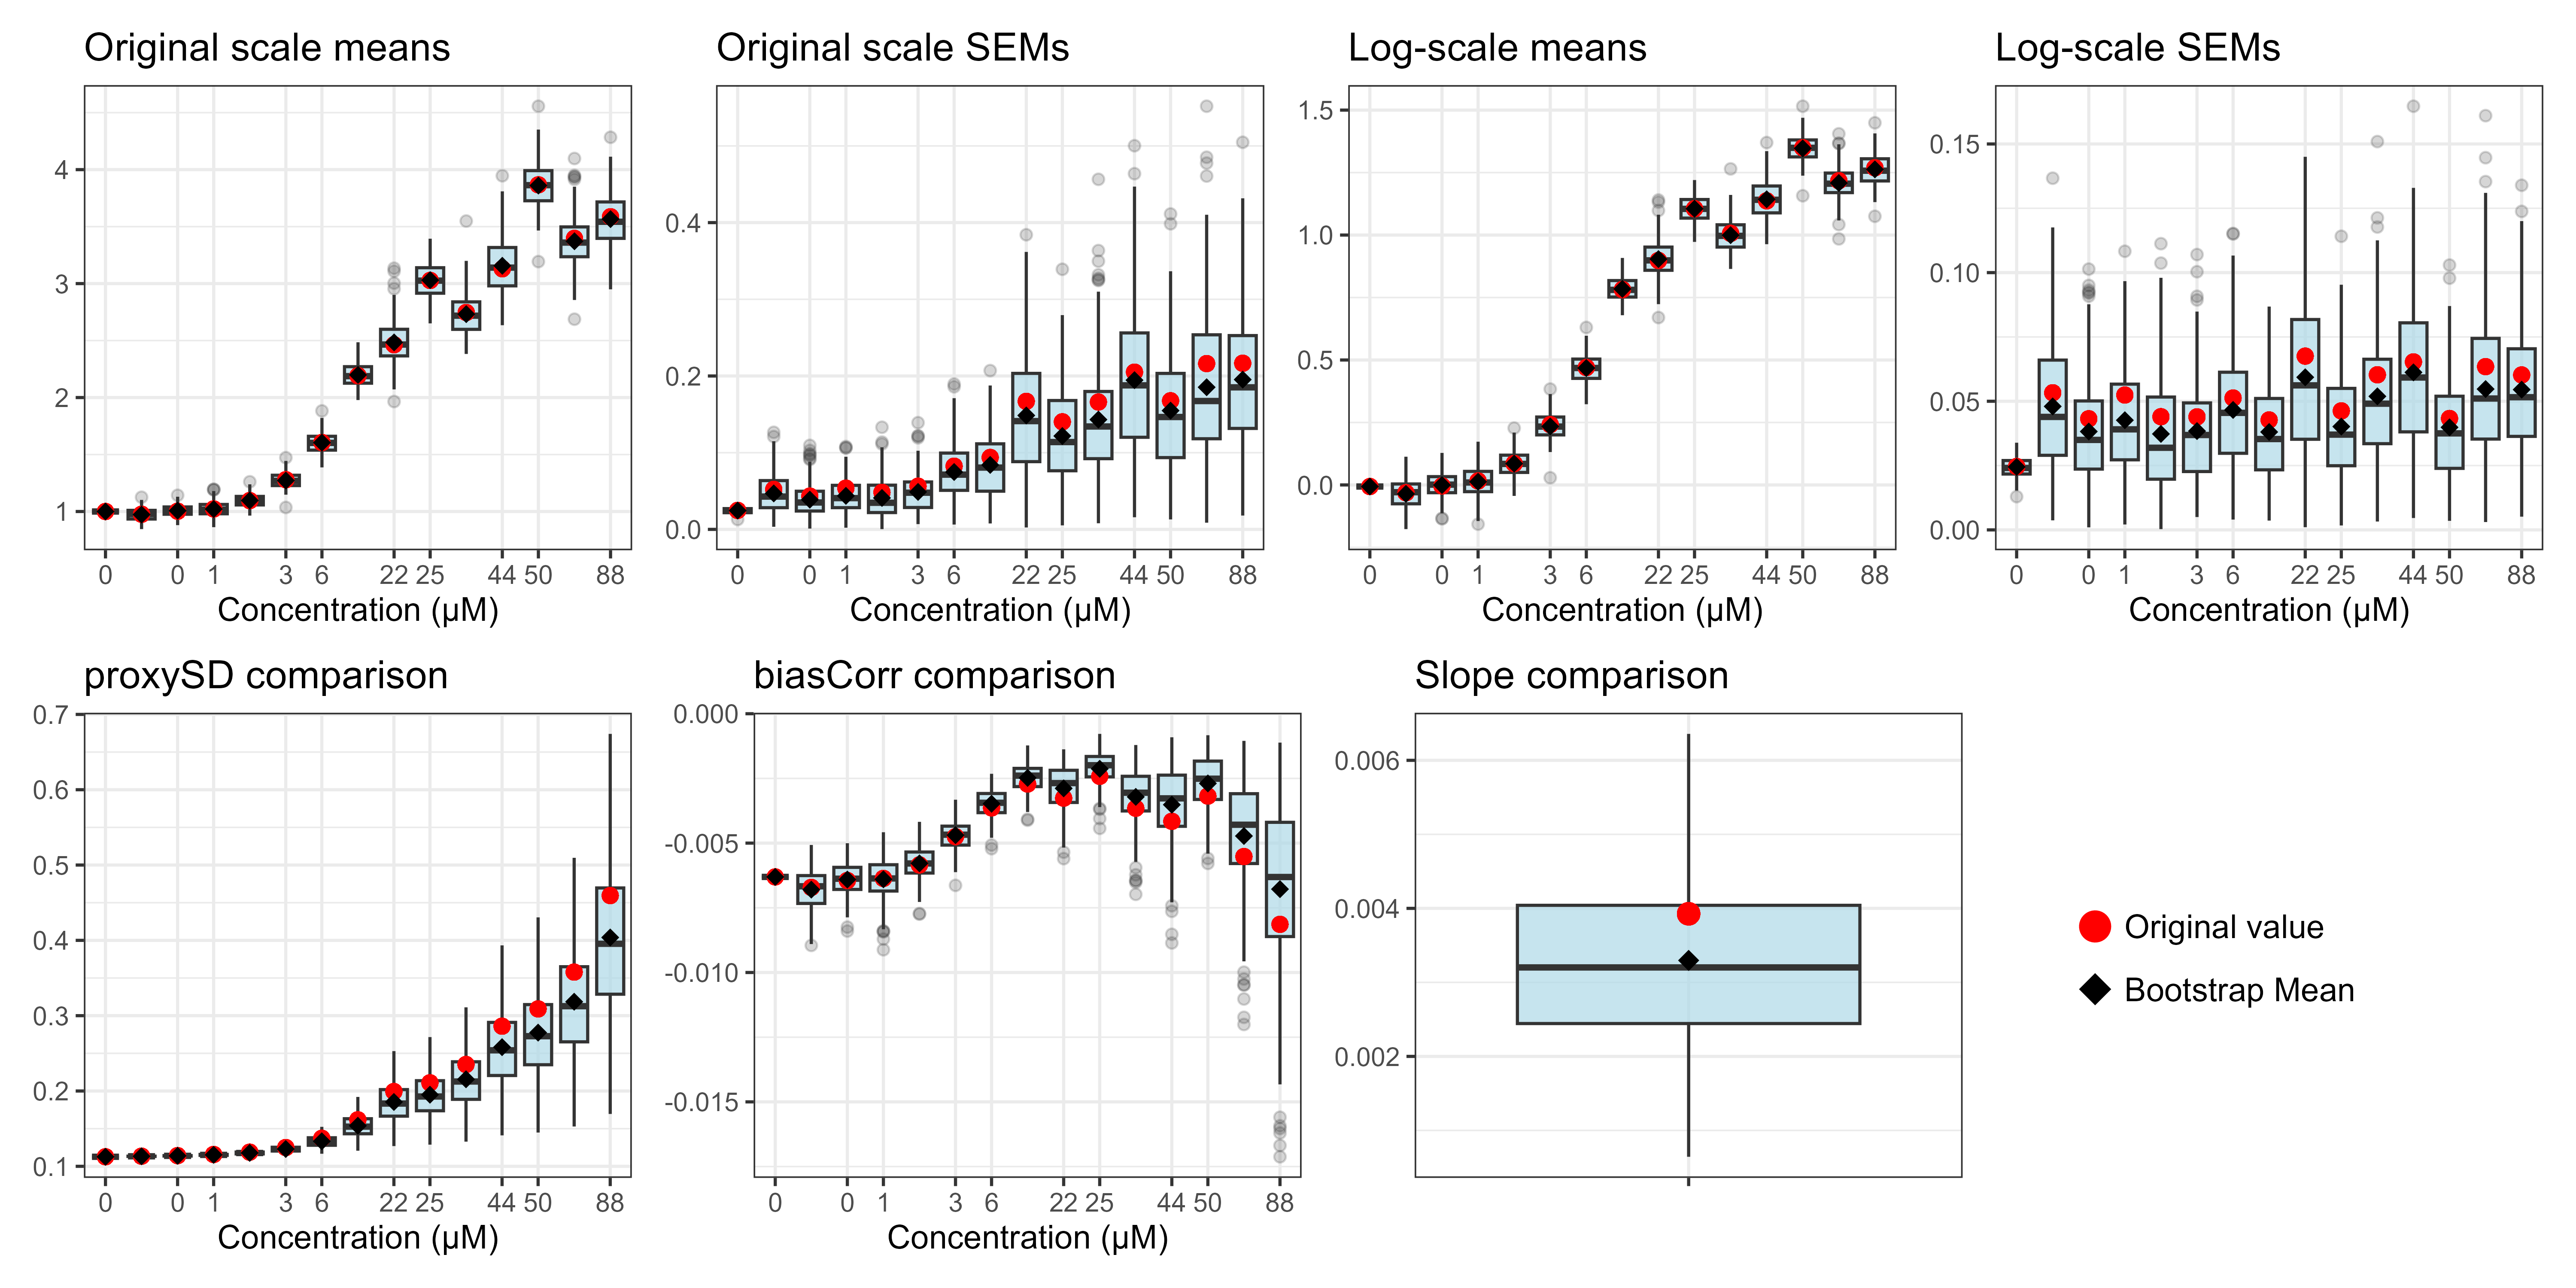 Original scale means
4
3
2
1
0 0 1 3 6 22 25 44 50 88
Concentration (µM)
Original scale SEMs
0.4
0.2
0.0
0 0 1 3 6 22 25 44 50 88
Concentration (µM)
Log-scale means
1.5
1.0
0.5
0.0
0 0 1 3 6 22 25 44 50 88
Concentration (µM)
Log-scale SEMs
0.15
0.10
0.05
0.00
0 0 1 3 6 22 25 44 50 88
Concentration (µM)
proxySD comparison
0.7
0.6
0.5
0.4
0.3
0.2
0.1
0 0 1 3 6 22 25 44 50 88
Concentration (µM)
biasCorr comparison
0.000
-0.005
-0.010
-0.015
0 0 1 3 6 22 25 44 50 88
Concentration (µM)
Slope comparison
0.006
0.004
0.002
Original value
Bootstrap Mean